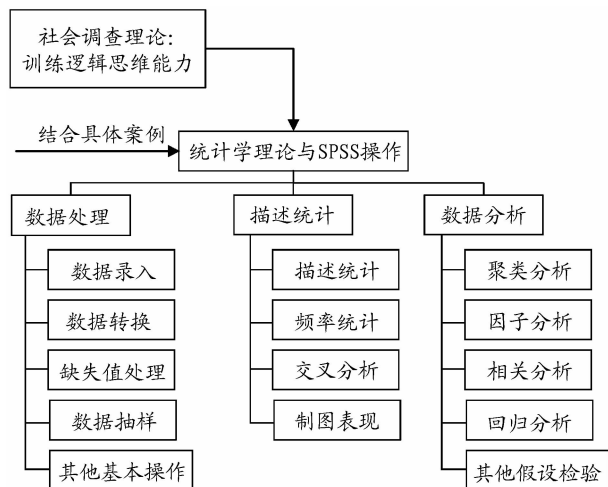 社会调查理论:
训练逻辑思维能力
结合具体案例
统计学理论与SPSS操作
数据处理
描述统计
数据分析
数据录入
描述统计
聚类分析
数据转换
频率统计
因子分析
缺失值处理
交叉分析
相关分析
数据抽样
制图表现
回归分析
其他基本操作
其他假设检验